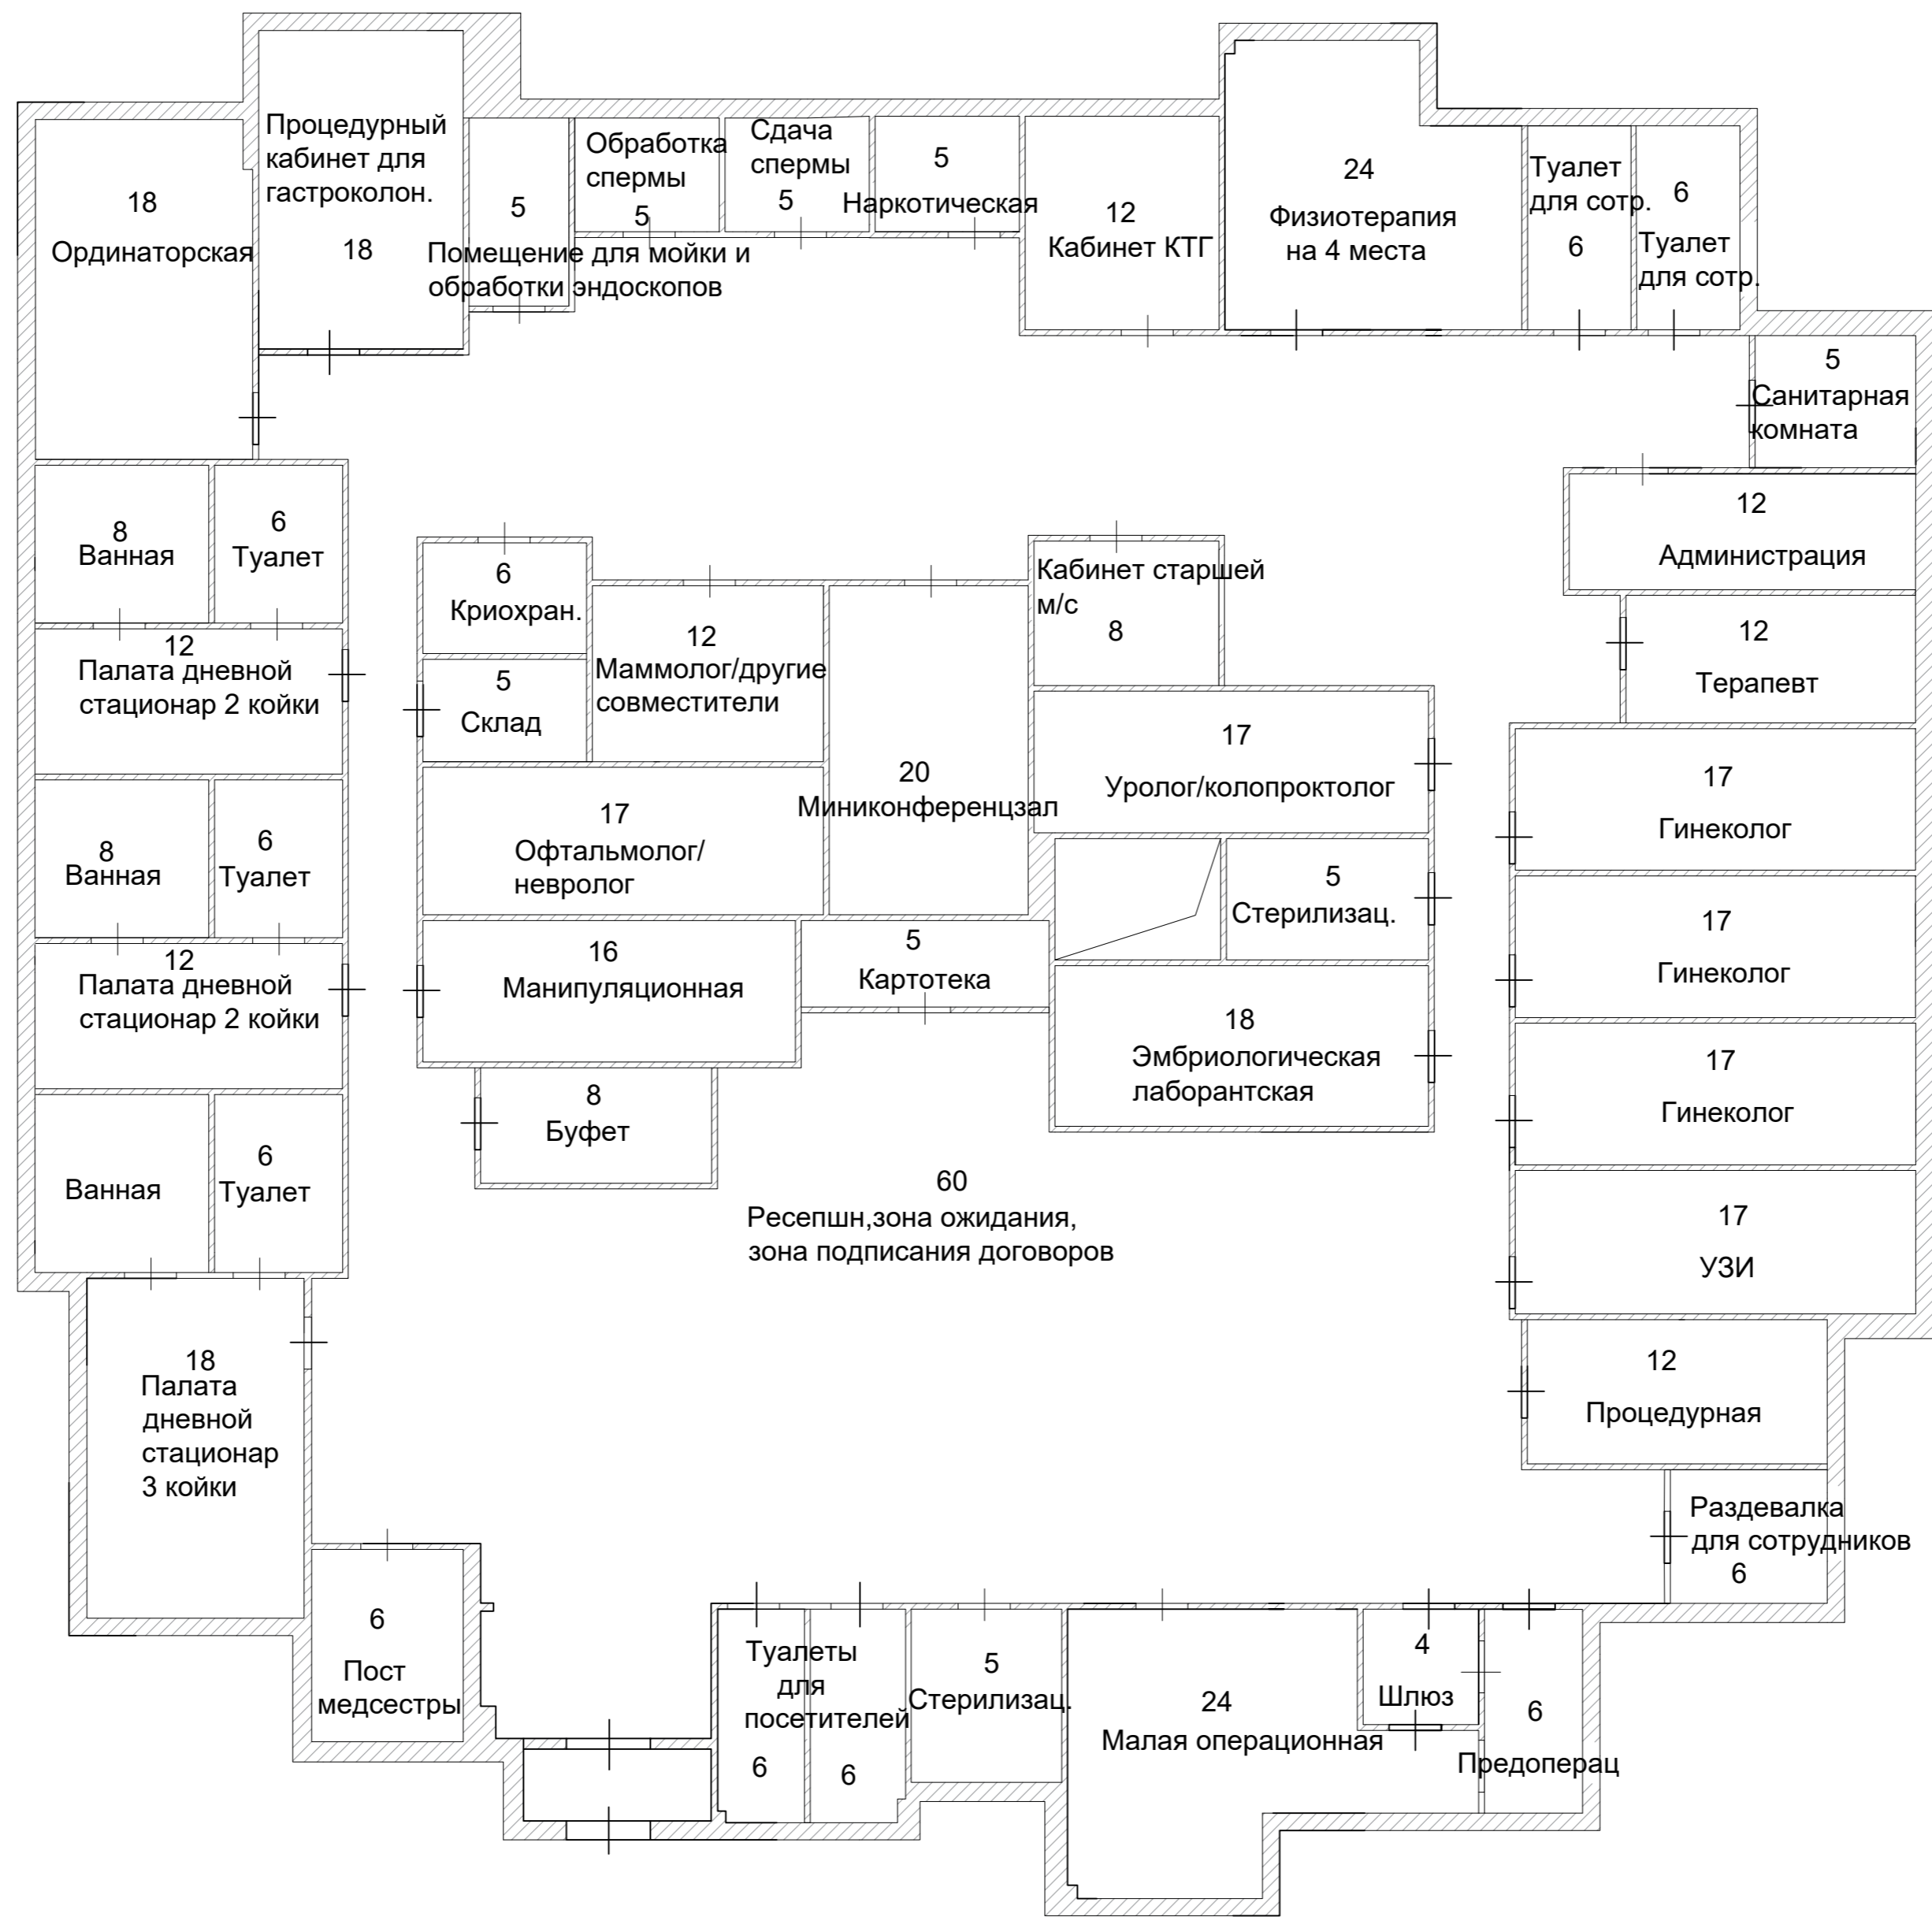 18
Ординаторская
Процедурный
кабинет для
гастроколон.
18
5
Помещение для мойки и
обработки эндоскопов
Обработка
спермы
5
Сдача
спермы
5
5
Наркотическая
12
Кабинет КТГ
24
Физиотерапия
на 4 места
Туалет
для сотр.
6
6
Туалет
для сотр.
5
Санитарная
комната
12
Администрация
12
Терапевт
8
Ванная
6
Туалет
12
Палата дневной
стационар 2 койки
8
Ванная
6
Туалет
12
Палата дневной
стационар 2 койки
Ванная
6
Туалет
18
Палата
дневной
стационар
3 койки
6
Пост
медсестры
6
Криохран.
5
Склад
12
Маммолог/другие
совместители
20
Миниконференцзал
Кабинет старшей
м/с
8
17
Уролог/колопроктолог
17
Офтальмолог/
невролог
5
Стерилизац.
16
Манипуляционная
5
Картотека
18
Эмбриологическая
лаборантская
8
Буфет
60
Ресепшн,зона ожидания,
зона подписания договоров
17
Гинеколог
17
Гинеколог
17
Гинеколог
17
УЗИ
12
Процедурная
Раздевалка
для сотрудников
6
Туалеты
для
посетителей
6
6
5
Стерилизац.
24
Малая операционная
4
Шлюз
6
Предоперац